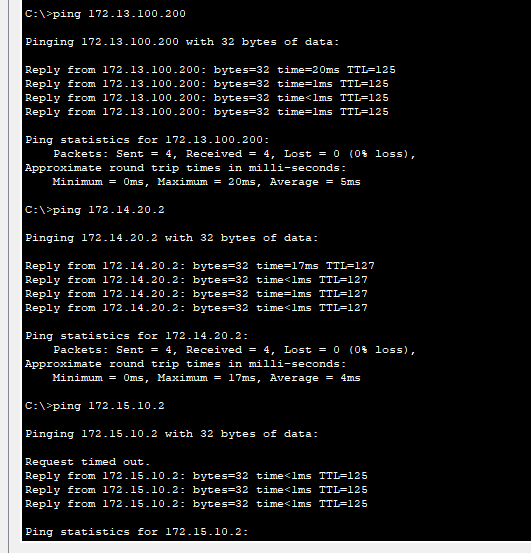 C:\>ping 172.13.100.200
Pinging 172.13.100.200 with 32 bytes of data:
Reply from 172.13.100.200: bytes=32 time=20ms TTL=125
Reply from 172.13.100.200: bytes=32 time=1ms TTL=125
Reply from 172.13.100.200: bytes=32 time<1ms TTL=125
Reply from 172.13.100.200: bytes=32 time=1ms TTL=125
Ping statistics for 172.13.100.200:
    Packets: Sent = 4, Received = 4, Lost = 0 (0% loss),
Approximate round trip times in milli-seconds:
    Minimum = 0ms, Maximum = 20ms, Average = 5ms
C:\>ping 172.14.20.2
Pinging 172.14.20.2 with 32 bytes of data:
Reply from 172.14.20.2: bytes=32 time=17ms TTL=127
Reply from 172.14.20.2: bytes=32 time<1ms TTL=127
Reply from 172.14.20.2: bytes=32 time=1ms TTL=127
Reply from 172.14.20.2: bytes=32 time<1ms TTL=127
Ping statistics for 172.14.20.2:
    Packets: Sent = 4, Received = 4, Lost = 0 (0% loss),
Approximate round trip times in milli-seconds:
    Minimum = 0ms, Maximum = 17ms, Average = 4ms
C:\>ping 172.15.10.2
Pinging 172.15.10.2 with 32 bytes of data:
Request timed out.
Reply from 172.15.10.2: bytes=32 time<1ms TTL=125
Reply from 172.15.10.2: bytes=32 time<1ms TTL=125
Reply from 172.15.10.2: bytes=32 time<1ms TTL=125
Ping statistics for 172.15.10.2: